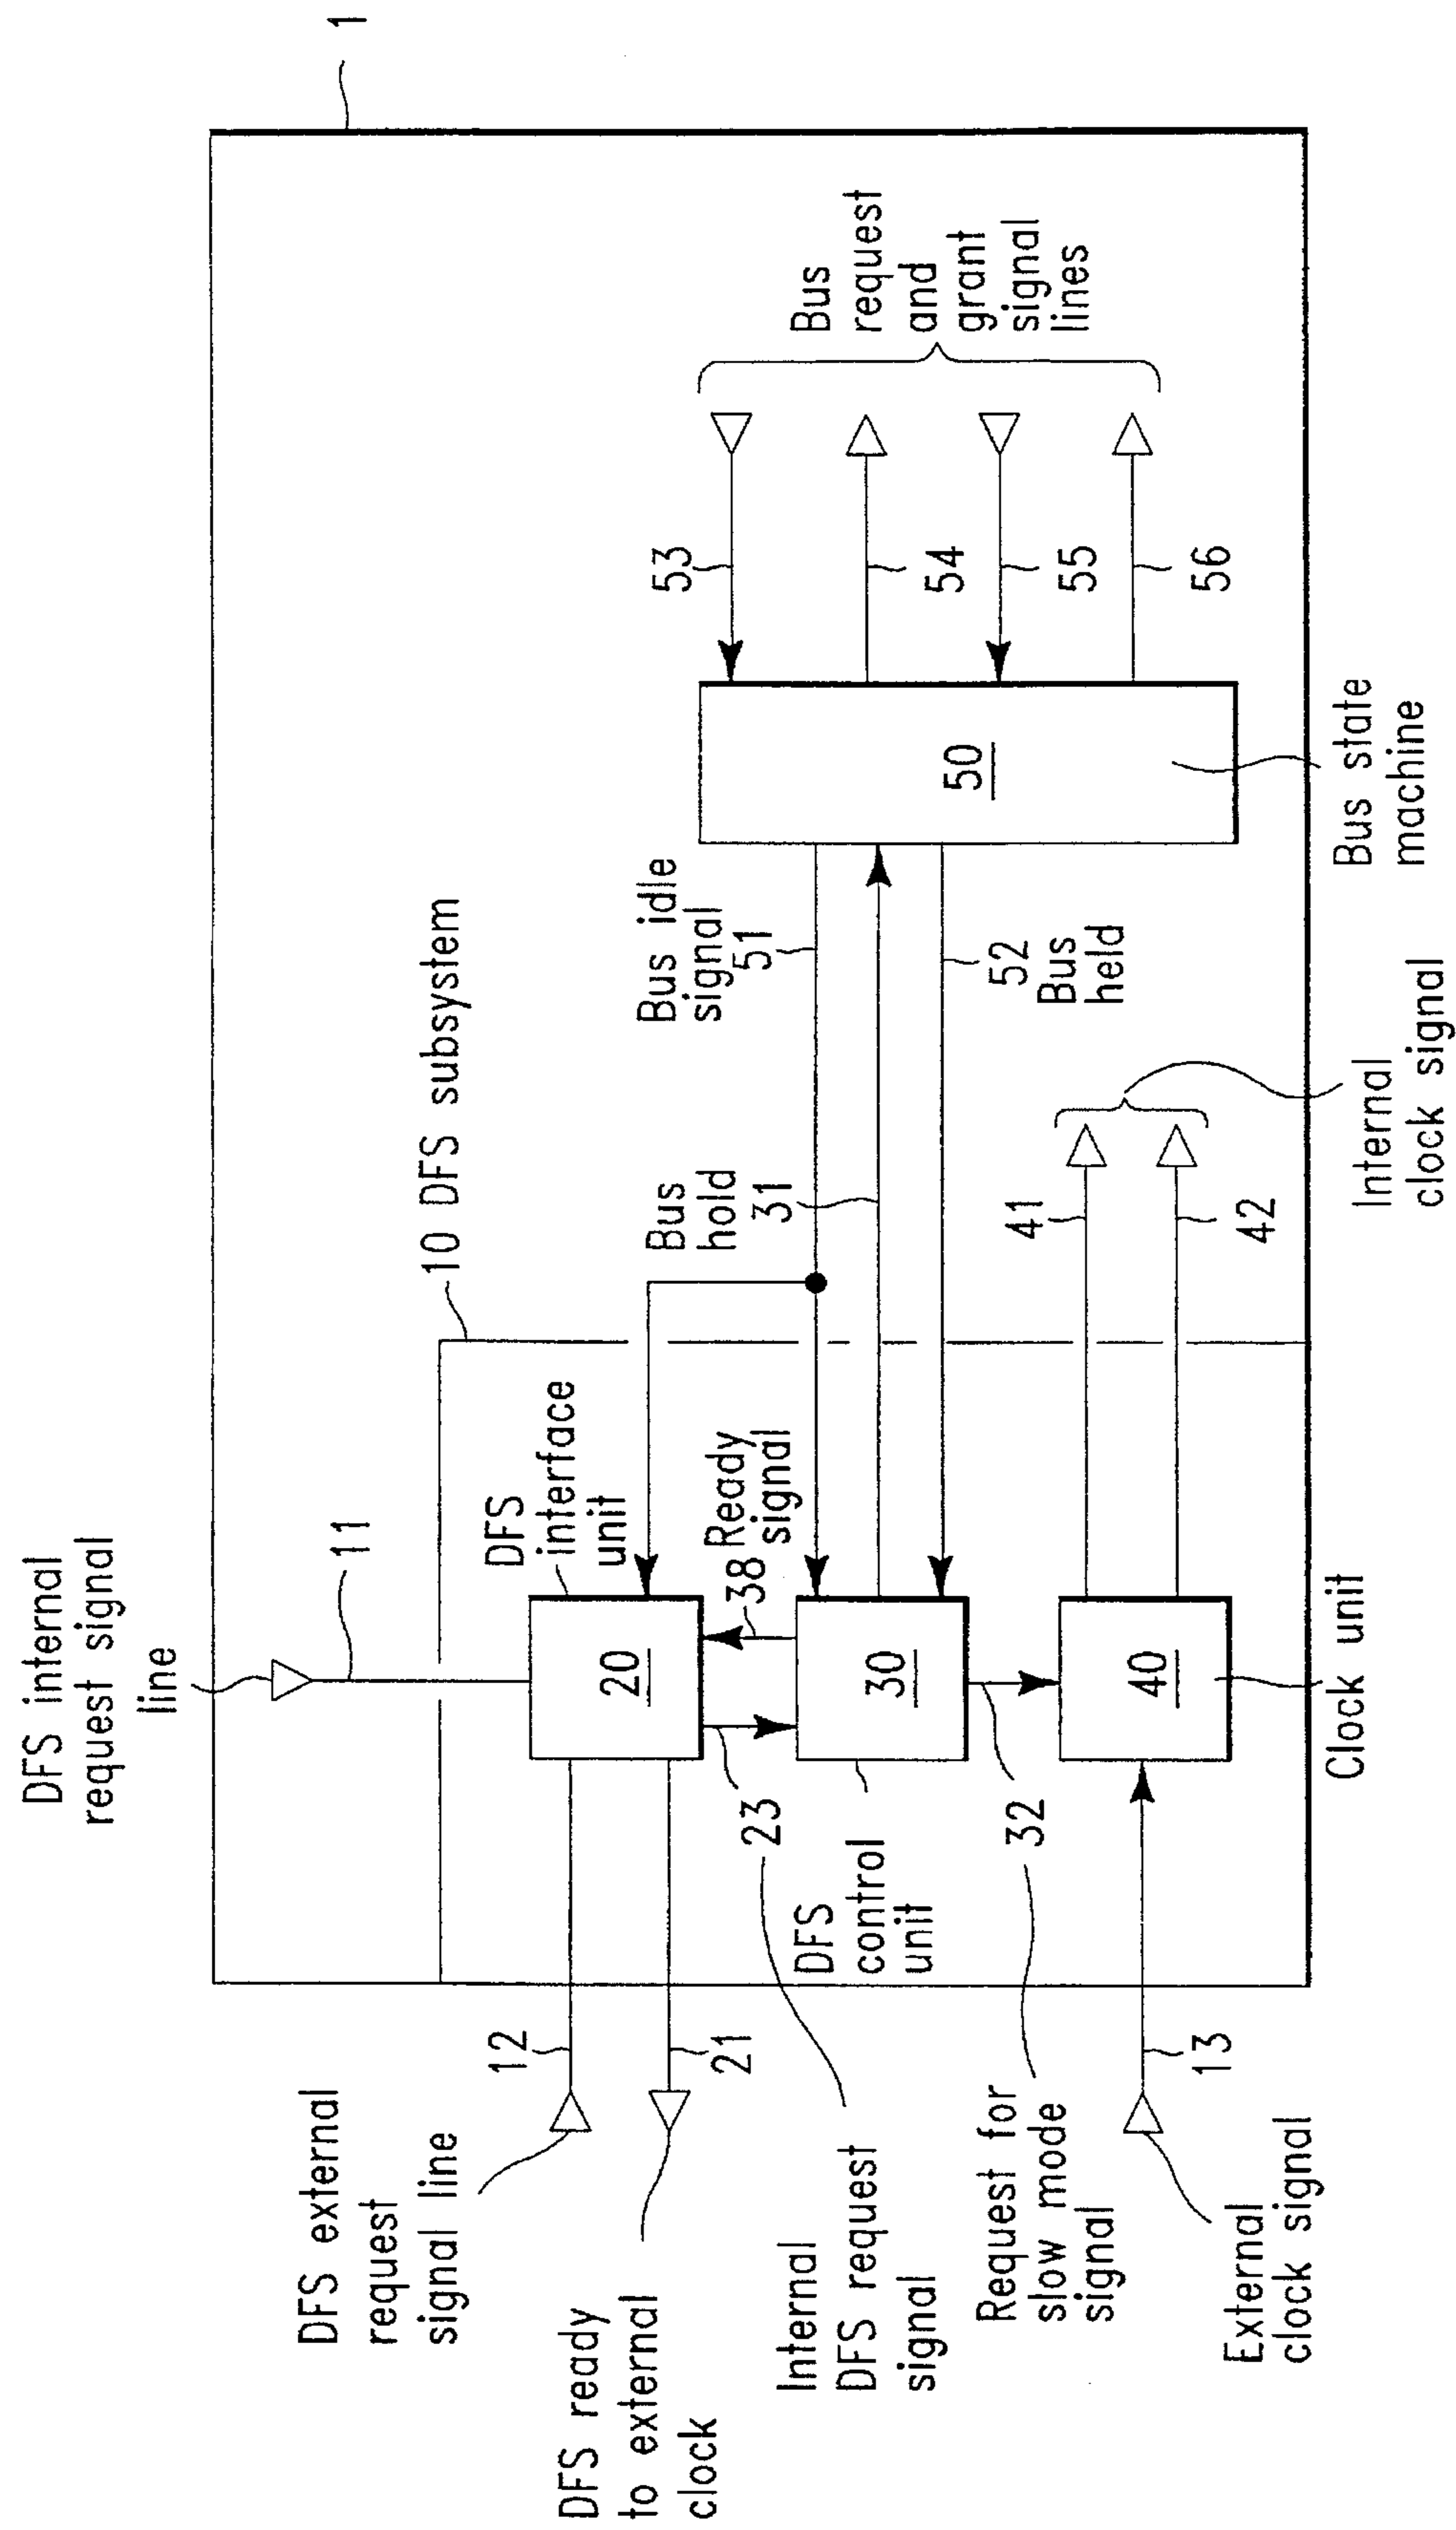 1
DFS internal
request signal
line
11
10 DFS subsystem
DFS external
request
signal line
12
DFS ready
to external
clock
21
DFS
interface
unit
20
Internal
DFS request
signal
23
38
Ready
signal
DFS
control
unit
30
Bus
hold
31
Bus idle
signal
51
52
Bus
held
Request for
slow mode
signal
32
40
Clock unit
External
clock signal
13
41
42
Internal
clock signal
50
Bus state
machine
53
54
55
56
Bus
request
and
grant
signal
lines